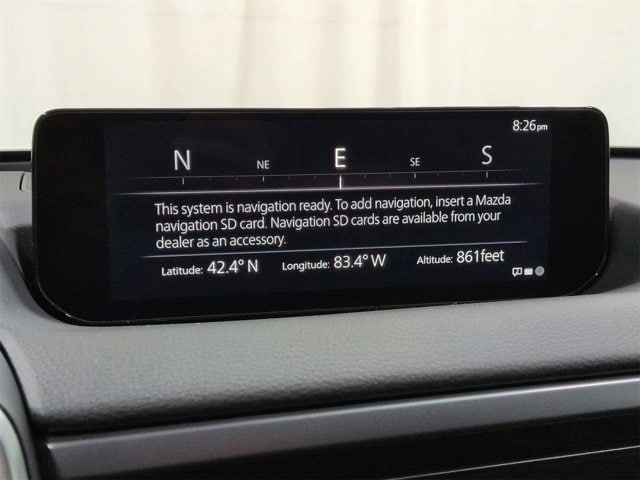 8:26pm
N NE E SE S
This system is navigation ready. To add navigation, insert a Mazda
navigation SD card. Navigation SD cards are available from your
dealer as an accessory.
Latitude: 42.4° N Longitude: 83.4° W Altitude: 861feet